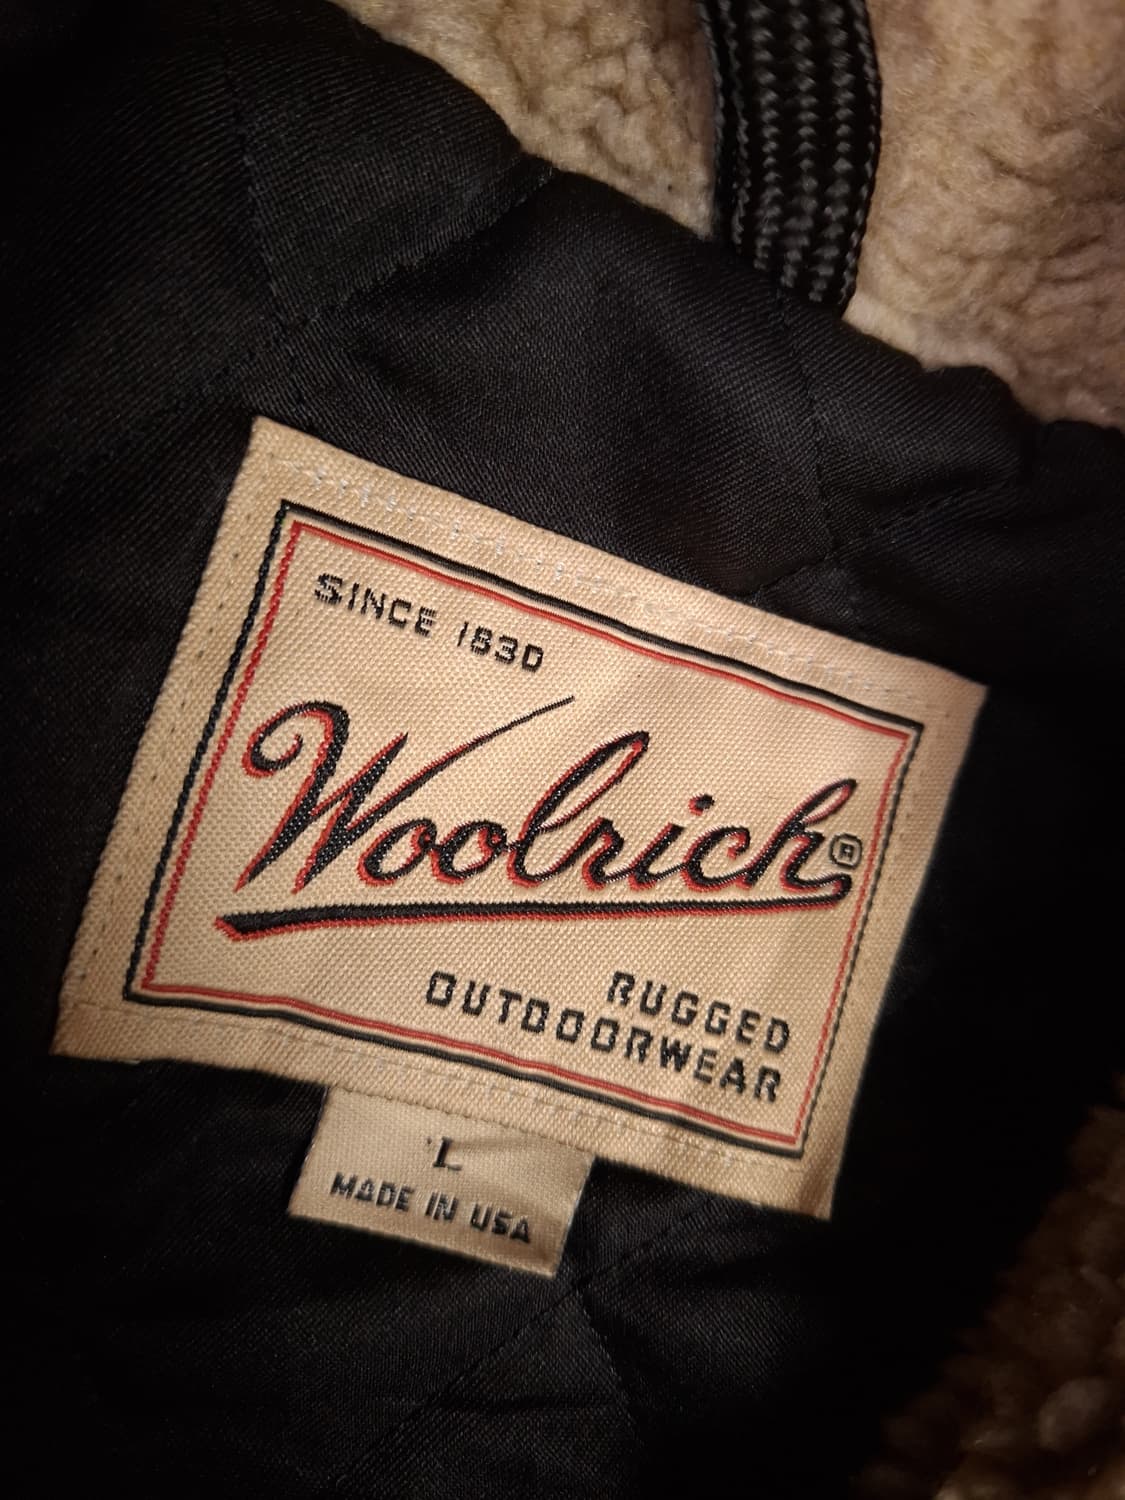 SINCE 1830
Woolrich®
RUGGED
OUTDOORWEAR
L
MADE IN USA